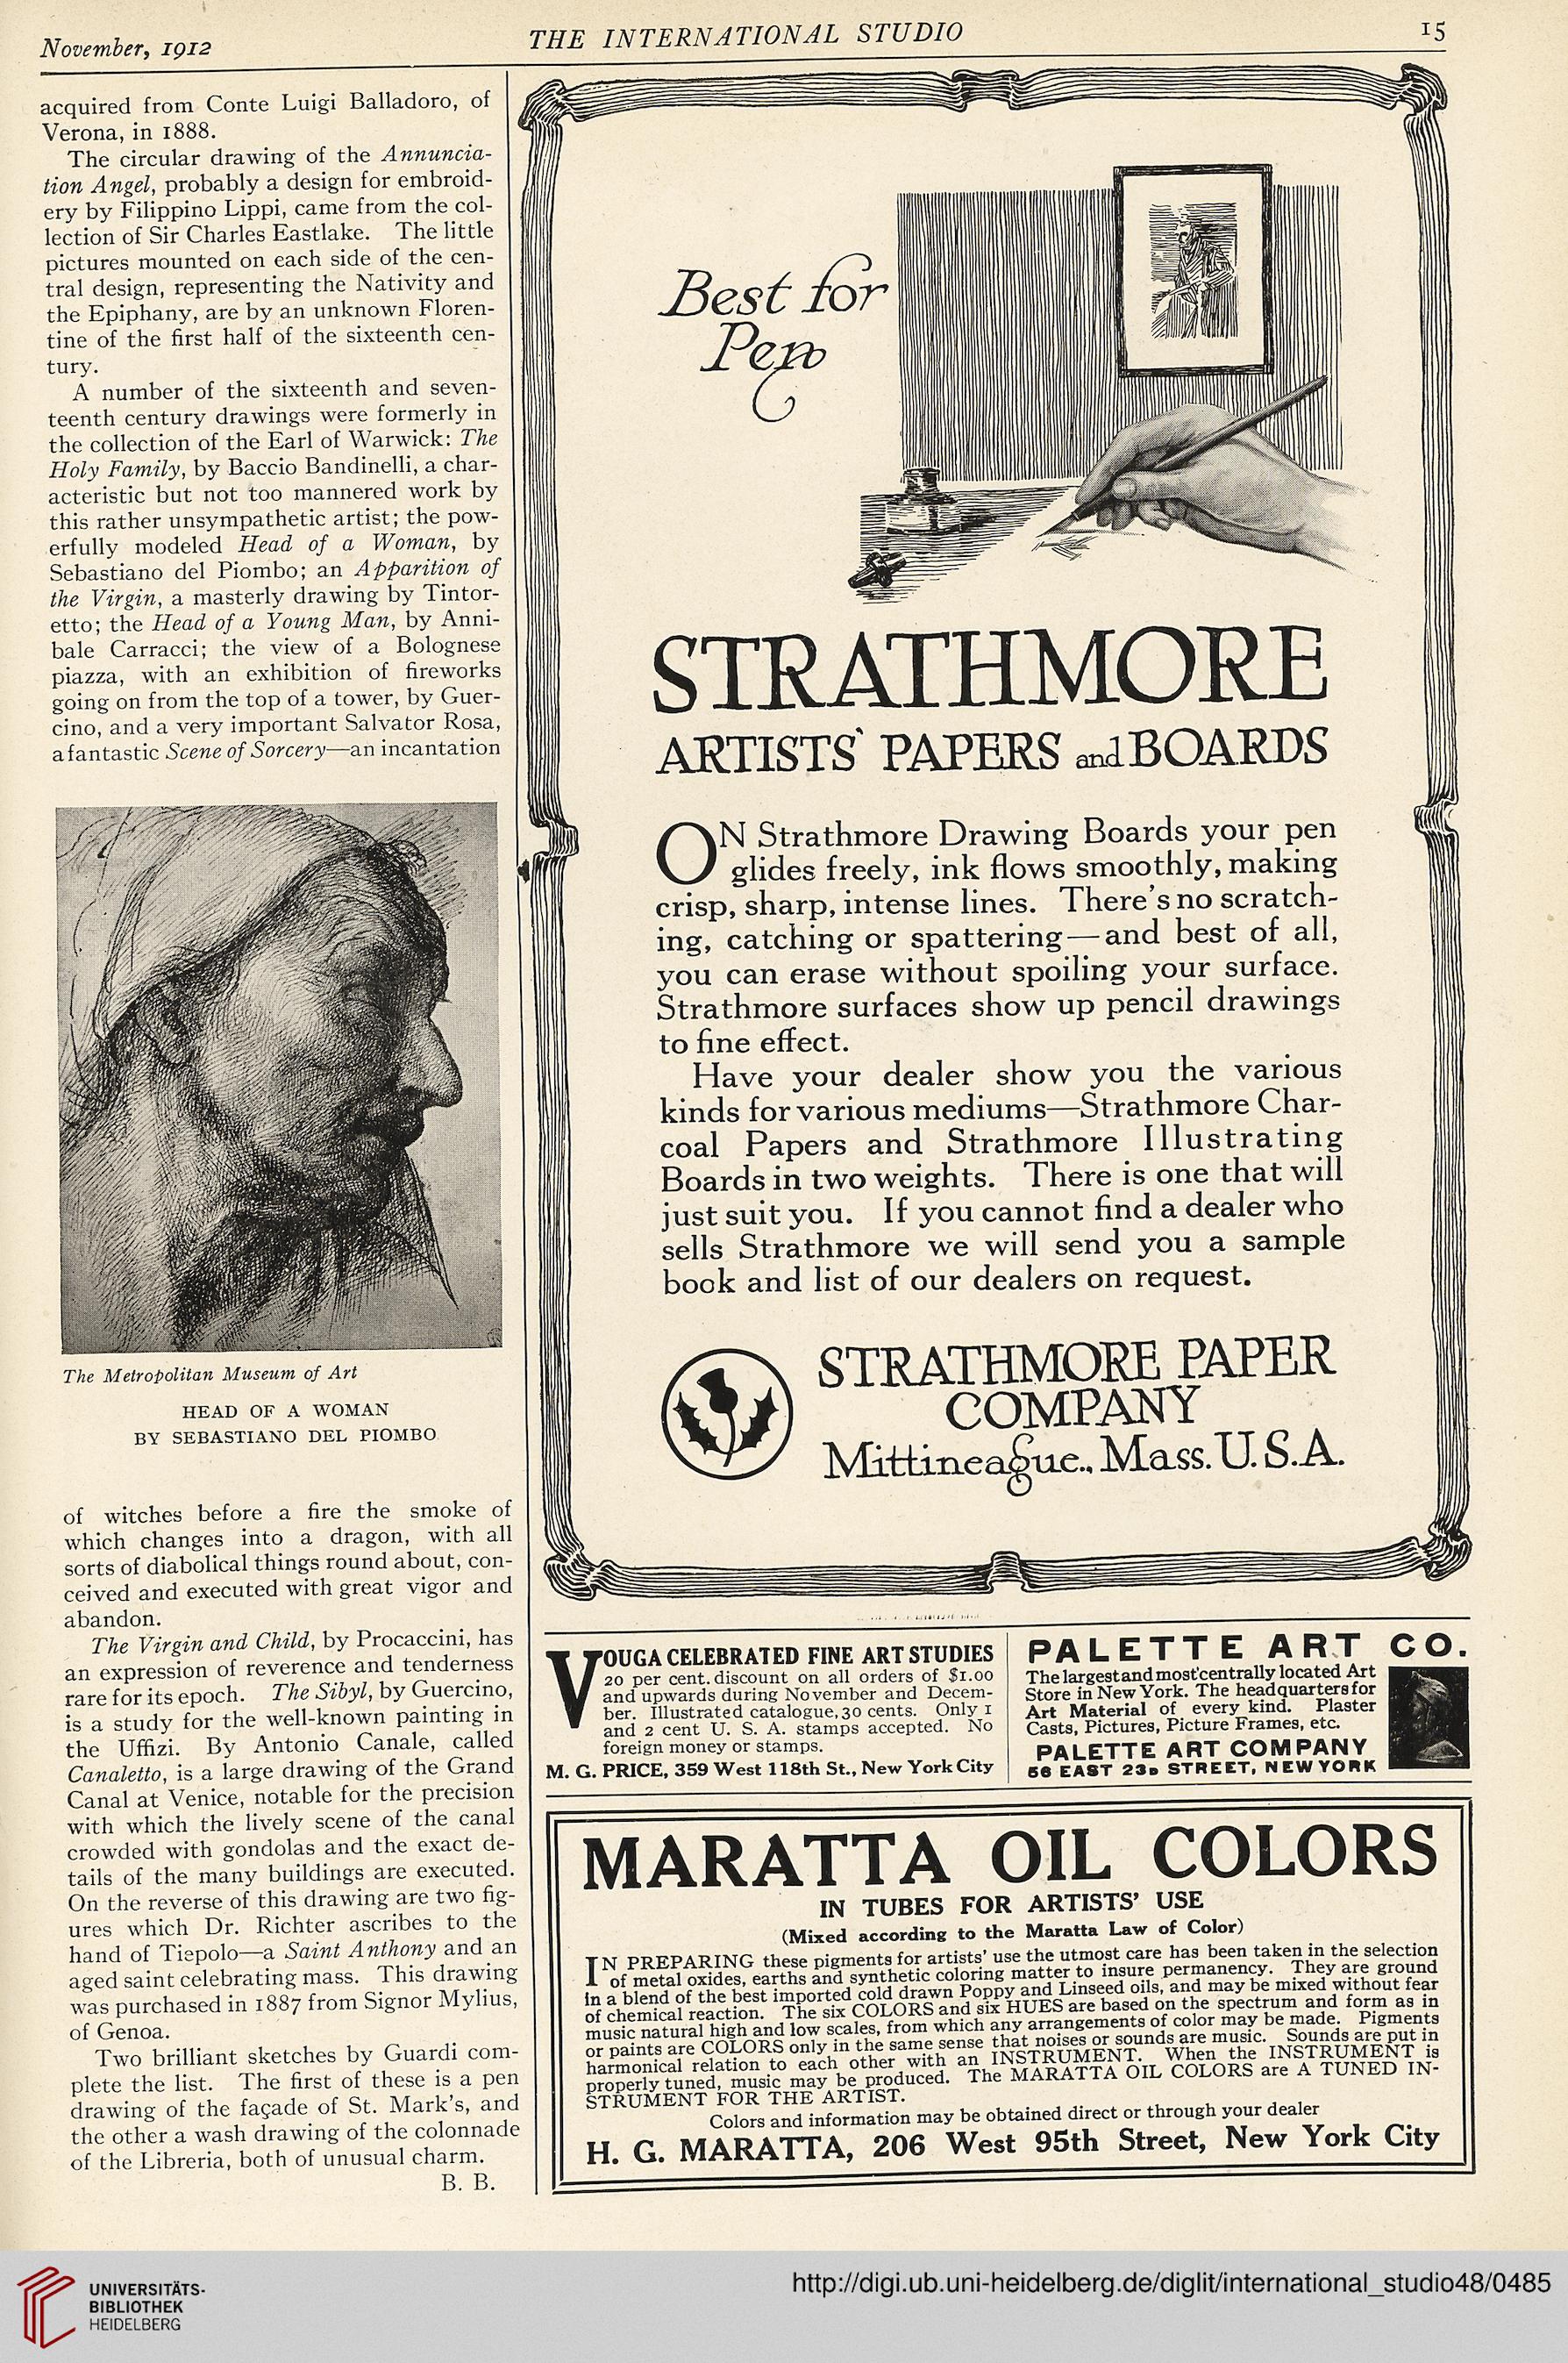 November, 1912
THE INTERNATIONAL STUDIO
15
acquired from Conte Luigi Balladoro, of
Verona, in 1888.
The circular drawing of the Annuncia-
tion Angel, probably a design for embroid-
ery by Filippino Lippi, came from the col-
lection of Sir Charles Eastlake. The little
pictures mounted on each side of the cen-
tral design, representing the Nativity and
the Epiphany, are by an unknown Floren-
tine of the first half of the sixteenth cen-
tury.
A number of the sixteenth and seven-
teenth century drawings were formerly in
the collection of the Earl of Warwick: The
Holy Family, by Baccio Bandinelli, a char-
acteristic but not too mannered work by
this rather unsympathetic artist; the pow-
erfully modeled Head of a Woman, by
Sebastiano del Piombo; an Apparition of
the Virgin, a masterly drawing by Tintor-
etto; the Head of a Young Man, by Anni-
bale Carracci; the view of a Bolognese
piazza, with an exhibition of fireworks
going on from the top of a tower, by Guer-
cino, and a very important Salvator Rosa,
a fantastic Scene of Sorcery—an incantation
The Metropolitan Museum of Art
HEAD OF A WOMAN
BY SEBASTIANO DEL PIOMBO
of witches before a fire the smoke of
which changes into a dragon, with all
sorts of diabolical things round about, con-
ceived and executed with great vigor and
abandon.
The Virgin and Child, by Procaccini, has
an expression of reverence and tenderness
rare for its epoch. The Sibyl, by Guercino,
is a study for the well-known painting in
the Uffizi. By Antonio Canale, called
Canaletto, is a large drawing of the Grand
Canal at Venice, notable for the precision
with which the lively scene of the canal
crowded with gondolas and the exact de-
tails of the many buildings are executed.
On the reverse of this drawing are two fig-
ures which Dr. Richter ascribes to the
hand of Tiepolo—a Saint Anthony and an
aged saint celebrating mass. This drawing
was purchased in 1887 from Signor Mylius,
of Genoa.
Two brilliant sketches by Guardi com-
plete the list. The first of these is a pen
drawing of the façade of St. Mark's, and
the other a wash drawing of the colonnade
of the Libreria, both of unusual charm.
B. B.
Best for
Pen
STRATHMORE
ARTISTS' PAPERS and BOARDS
ON Strathmore Drawing Boards your pen
glides freely, ink flows smoothly, making
crisp, sharp, intense lines. There's no scratch-
ing, catching or spattering—and best of all,
you can erase without spoiling your surface.
Strathmore surfaces show up pencil drawings
to fine effect.
Have your dealer show you the various
kinds for various mediums—Strathmore Char-
coal Papers and Strathmore Illustrating
Boards in two weights. There is one that will
just suit you. If you cannot find a dealer who
sells Strathmore we will send you a sample
book and list of our dealers on request.
STRATHMORE PAPER
COMPANY
Mittineague., Mass. U.S.A.
VOUGA CELEBRATED FINE ART STUDIES
20 per cent. discount on all orders of $1.00
and upwards during November and Decem-
ber. Illustrated catalogue, 30 cents. Only 1
and 2 cent U. S. A. stamps accepted. No
foreign money or stamps.
M. G. PRICE, 359 West 118th St., New York City
PALETTE ART CO.
The largest and most centrally located Art
Store in New York. The headquarters for
Art Material of every kind. Plaster
Casts, Pictures, Picture Frames, etc.
PALETTE ART COMPANY
56 EAST 23D STREET, NEW YORK
MARATTA OIL COLORS
IN TUBES FOR ARTISTS' USE
(Mixed according to the Maratta Law of Color)
IN PREPARING these pigments for artists' use the utmost care has been taken in the selection
of metal oxides, earths and synthetic coloring matter to insure permanency. They are ground
in a blend of the best imported cold drawn Poppy and Linseed oils, and may be mixed without fear
of chemical reaction. The six COLORS and six HUES are based on the spectrum and form as in
music natural high and low scales, from which any arrangements of color may be made. Pigments
or paints are COLORS only in the same sense that noises or sounds are music. Sounds are put in
harmonical relation to each other with an INSTRUMENT. When the INSTRUMENT is
properly tuned, music may be produced. The MARATTA OIL COLORS are A TUNED IN-
STRUMENT FOR THE ARTIST.
Colors and information may be obtained direct or through your dealer
H. G. MARATTA, 206 West 95th Street, New York City
UNIVERSITÄTS-
BIBLIOTHEK
HEIDELBERG
http://digi.ub.uni-heidelberg.de/diglit/international_studio48/0485